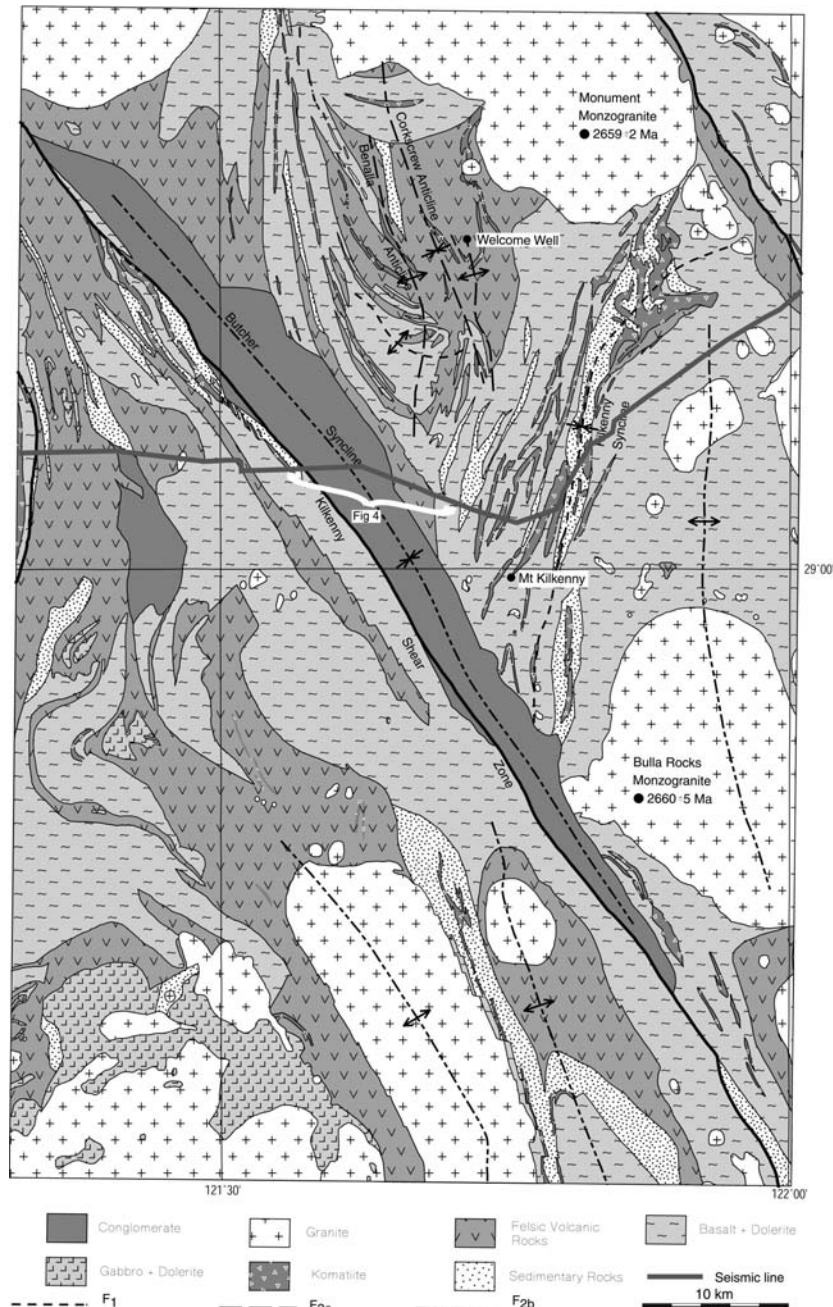 Monument
Monzogranite
2659 ± 2 Ma
Corkscrew Anticline
Benalla
Anticline
Welcome Well
Butcher
Syncline
Kilkenny
Syncline
Fig 4
Kilkenny
Shear
Zone
Mt Kilkenny
29°00'
Bulla Rocks
Monzogranite
2660 ± 5 Ma
121°30'
122°00'
Conglomerate
Granite
Felsic Volcanic
Rocks
Basalt + Dolerite
Gabbro + Dolerite
Komatiite
Sedimentary Rocks
Seismic line
F1
F2a
F2b
10 km